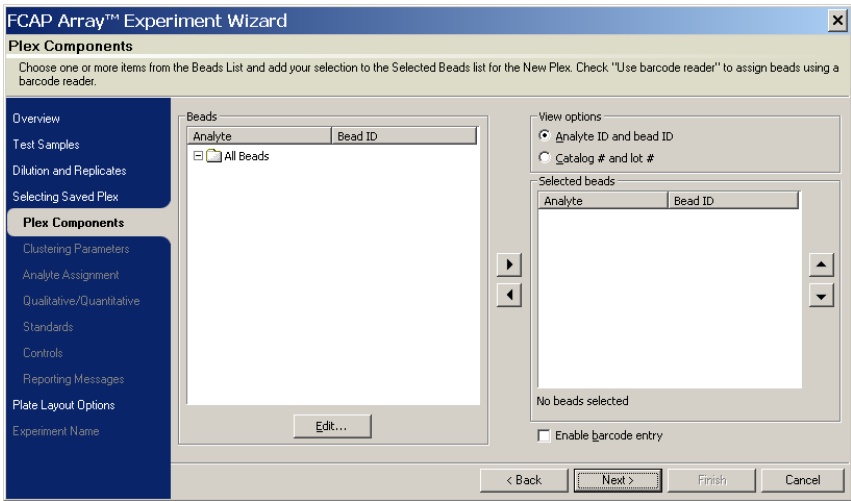 FCAP Array™ Experiment Wizard
Plex Components
Choose one or more items from the Beads List and add your selection to the Selected Beads list for the New Plex. Check "Use barcode reader" to assign beads using a
barcode reader.
Overview
Test Samples
Dilution and Replicates
Selecting Saved Plex
Plex Components
Clustering Parameters
Analyte Assignment
Qualitative/Quantitative
Standards
Controls
Reporting Messages
Plate Layout Options
Experiment Name
Beads
Analyte Bead ID
All Beads
Edit...
View options
Analyte ID and bead ID
Catalog # and lot #
Selected beads
Analyte Bead ID
No beads selected
Enable barcode entry
< Back Next > Finish Cancel